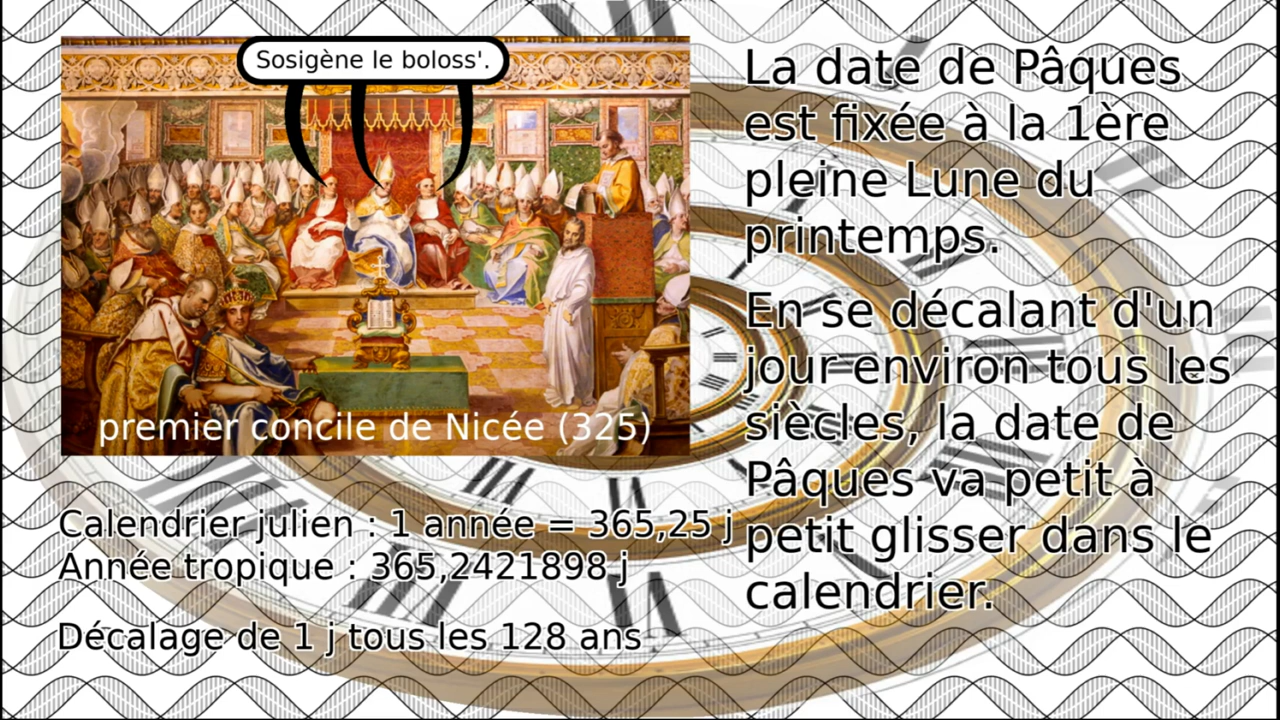 Sosigène le boloss'.
premier concile de Nicée (325)
Calendrier julien : 1 année = 365,25 j
Année tropique : 365,2421898 j
Décalage de 1 j tous les 128 ans
La date de Pâques
est fixée à la 1ère
pleine Lune du
printemps.
En se décalant d'un
jour environ tous les
siècles, la date de
Pâques va petit à
petit glisser dans le
calendrier.